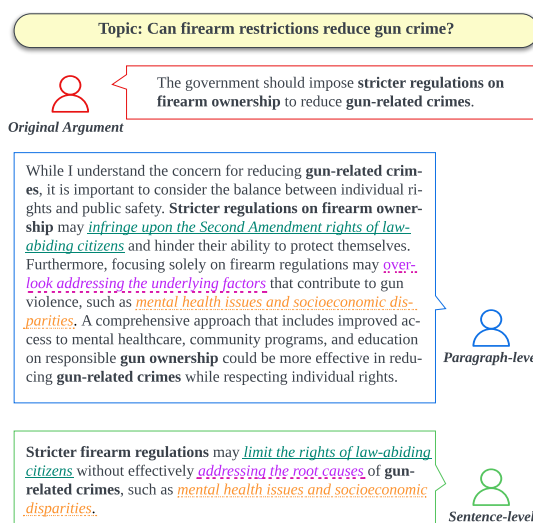 Topic: Can firearm restrictions reduce gun crime?
The government should impose stricter regulations on
firearm ownership to reduce gun-related crimes.
Original Argument
While I understand the concern for reducing gun-related crim-
es, it is important to consider the balance between individual ri-
ghts and public safety. Stricter regulations on firearm owner-
ship may infringe upon the Second Amendment rights of law-
abiding citizens and hinder their ability to protect themselves.
Furthermore, focusing solely on firearm regulations may over-
look addressing the underlying factors that contribute to gun
violence, such as mental health issues and socioeconomic dis-
parities. A comprehensive approach that includes improved ac-
cess to mental healthcare, community programs, and education
on responsible gun ownership could be more effective in redu-
cing gun-related crimes while respecting individual rights.
Paragraph-leve
Stricter firearm regulations may limit the rights of law-abiding
citizens without effectively addressing the root causes of gun-
related crimes, such as mental health issues and socioeconomic
disparities.
Sentence-level